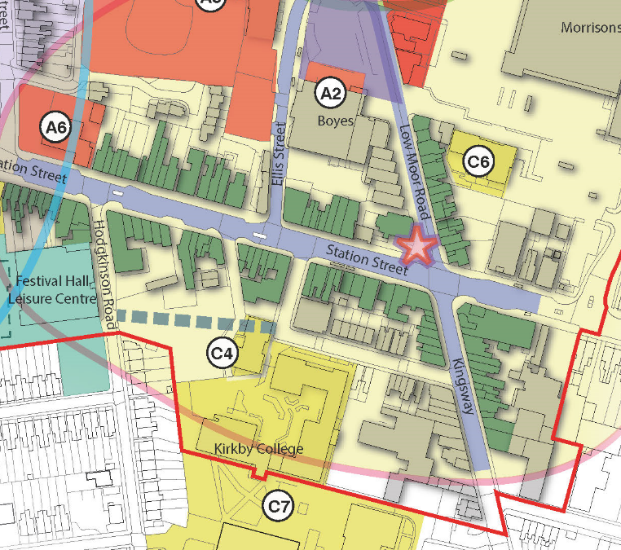 Morrisons
A6
A2
Boyes
Ellis Street
Low Moor Road
C6
Station Street
Station Street
Hodgkinson Road
Festival Hall
Leisure Centre
C4
Kingsway
Kirkby College
C7